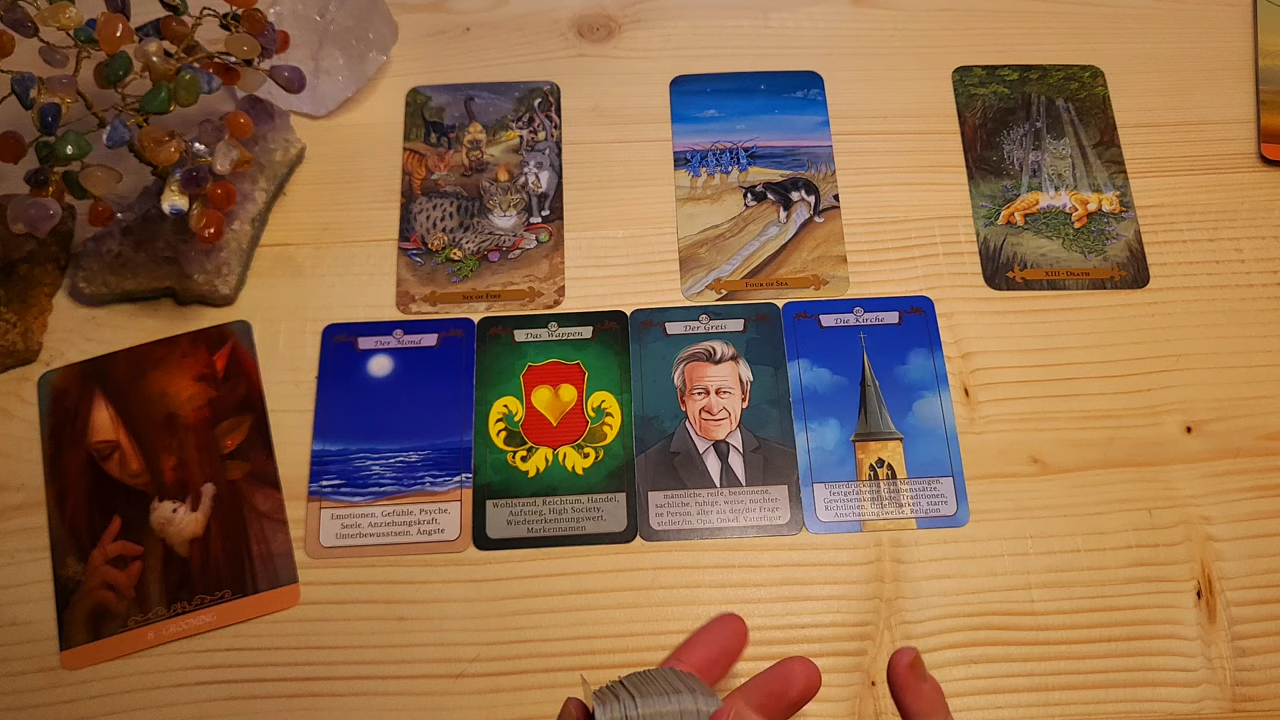 SIX OF FIRE
FOUR OF SEA
XIII • DEATH
Der Mond
Emotionen, Gefühle, Psyche,
Seele, Anziehungskraft,
Unterbewusstsein, Ängste
Das Wappen
Wohlstand, Reichtum, Handel,
Aufstieg, High Society,
Wiedererkennungswert,
Markennamen
28
Der Greis
männliche, reife, besonnene,
sachliche, ruhige, weise, nüchter-
ne Person, älter als der/die Frage-
steller/in, Opa, Onkel, Vaterfigur
Die Kirche
Unterdrückung von Meinungen,
festgefahrene Glaubenssätze,
Gewissenskonflikte, Traditionen,
Richtlinien, Unfehlbarkeit, starre
Anschauungsweise, Religion
8 - GROOMING